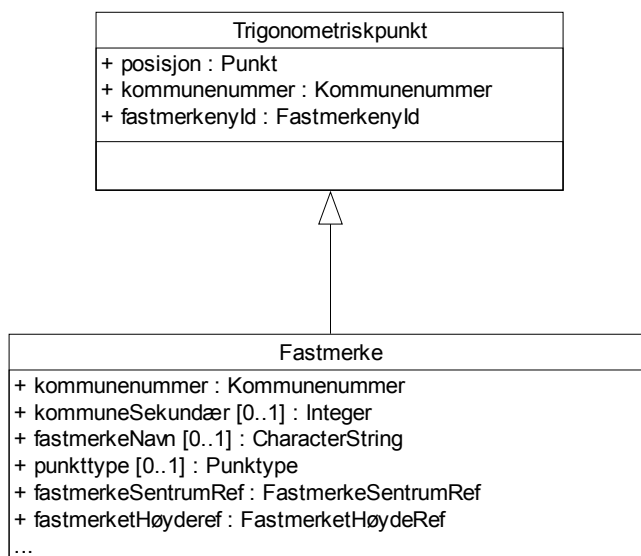 Trigonometriskpunkt
+ posisjon : Punkt
+ kommunenummer : Kommunenummer
+ fastmerkenyId : FastmerkenyId
Fastmerke
+ kommunenummer : Kommunenummer
+ kommuneSekundær [0..1] : Integer
+ fastmerkeNavn [0..1] : CharacterString
+ punkttype [0..1] : Punktype
+ fastmerkeSentrumRef : FastmerkeSentrumRef
+ fastmerketHøyderef : FastmerketHøydeRef
...